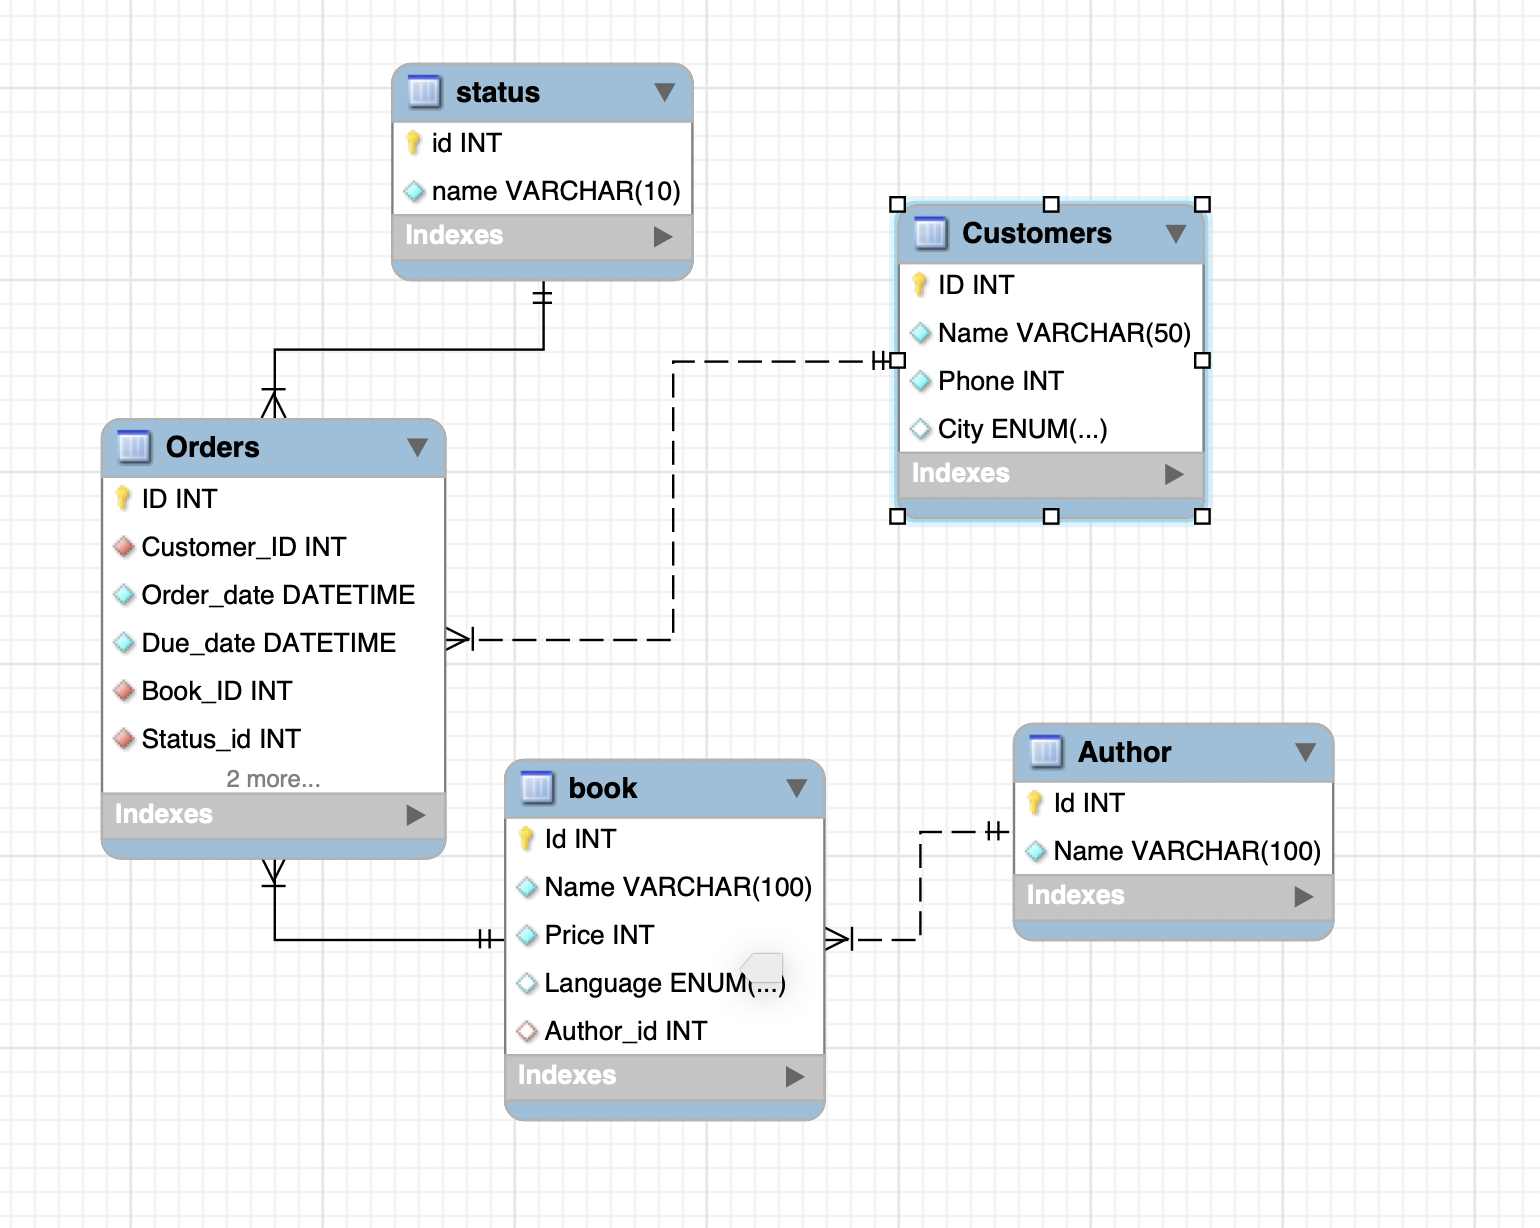 status
id INT
name VARCHAR(10)
Indexes
Customers
ID INT
Name VARCHAR(50)
Phone INT
City ENUM(...)
Indexes
Orders
ID INT
Customer_ID INT
Order_date DATETIME
Due_date DATETIME
Book_ID INT
Status_id INT
2 more...
Indexes
book
Id INT
Name VARCHAR(100)
Price INT
Language ENUM(...)
Author_id INT
Indexes
Author
Id INT
Name VARCHAR(100)
Indexes